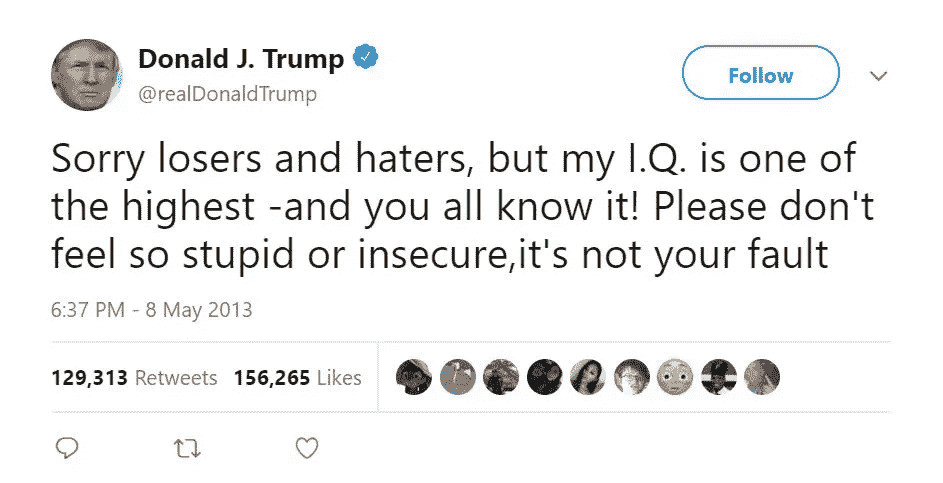 Donald J. Trump
@realDonaldTrump
Follow
Sorry losers and haters, but my I.Q. is one of
the highest -and you all know it! Please don't
feel so stupid or insecure,it's not your fault
6:37 PM - 8 May 2013
129,313 Retweets 156,265 Likes